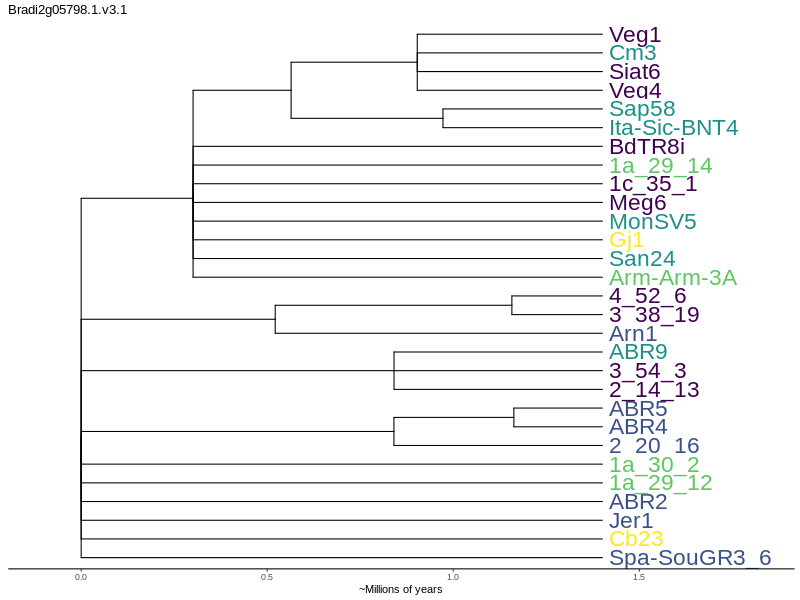 Bradi2g05798.1.v3.1
Veg1
Cm3
Siat6
Veg4
Sap58
Ita-Sic-BNT4
BdTR8i
1a_29_14
1c_35_1
Meg6
MonSV5
Gj1
San24
Arm-Arm-3A
4_52_6
3_38_19
Arn1
ABR9
3_54_3
2_14_13
ABR5
ABR4
2_20_16
1a_30_2
1a_29_12
ABR2
Jer1
Cb23
Spa-SouGR3_6
0.0 0.5 1.0 1.5
~Millions of years